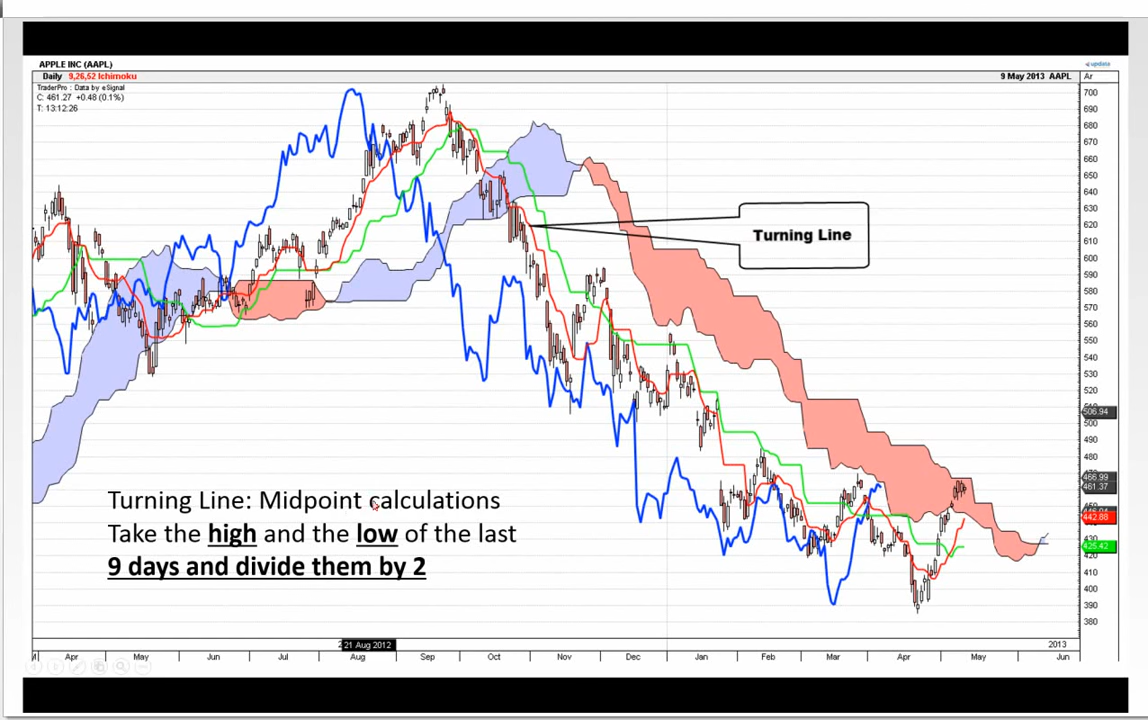 APPLE INC (AAPL)
update
Daily 9,26,52 Ichimoku
9 May 2013 AAPL
Ar
TraderPro : Data by eSignal
C: 461.27 +0.48 (0.1%)
T: 13:12:26
700
690
680
670
660
650
640
630
620
610
600
590
580
570
560
550
540
530
520
510
506.94
500
490
480
466.99
461.37
442.88
430
425.42
420
410
400
390
380
Turning Line
Turning Line: Midpoint calculations
Take the high and the low of the last
9 days and divide them by 2
21 Aug 2012
2013
Apr May Jun Jul Aug Sep Oct Nov Dec Jan Feb Mar Apr May Jun